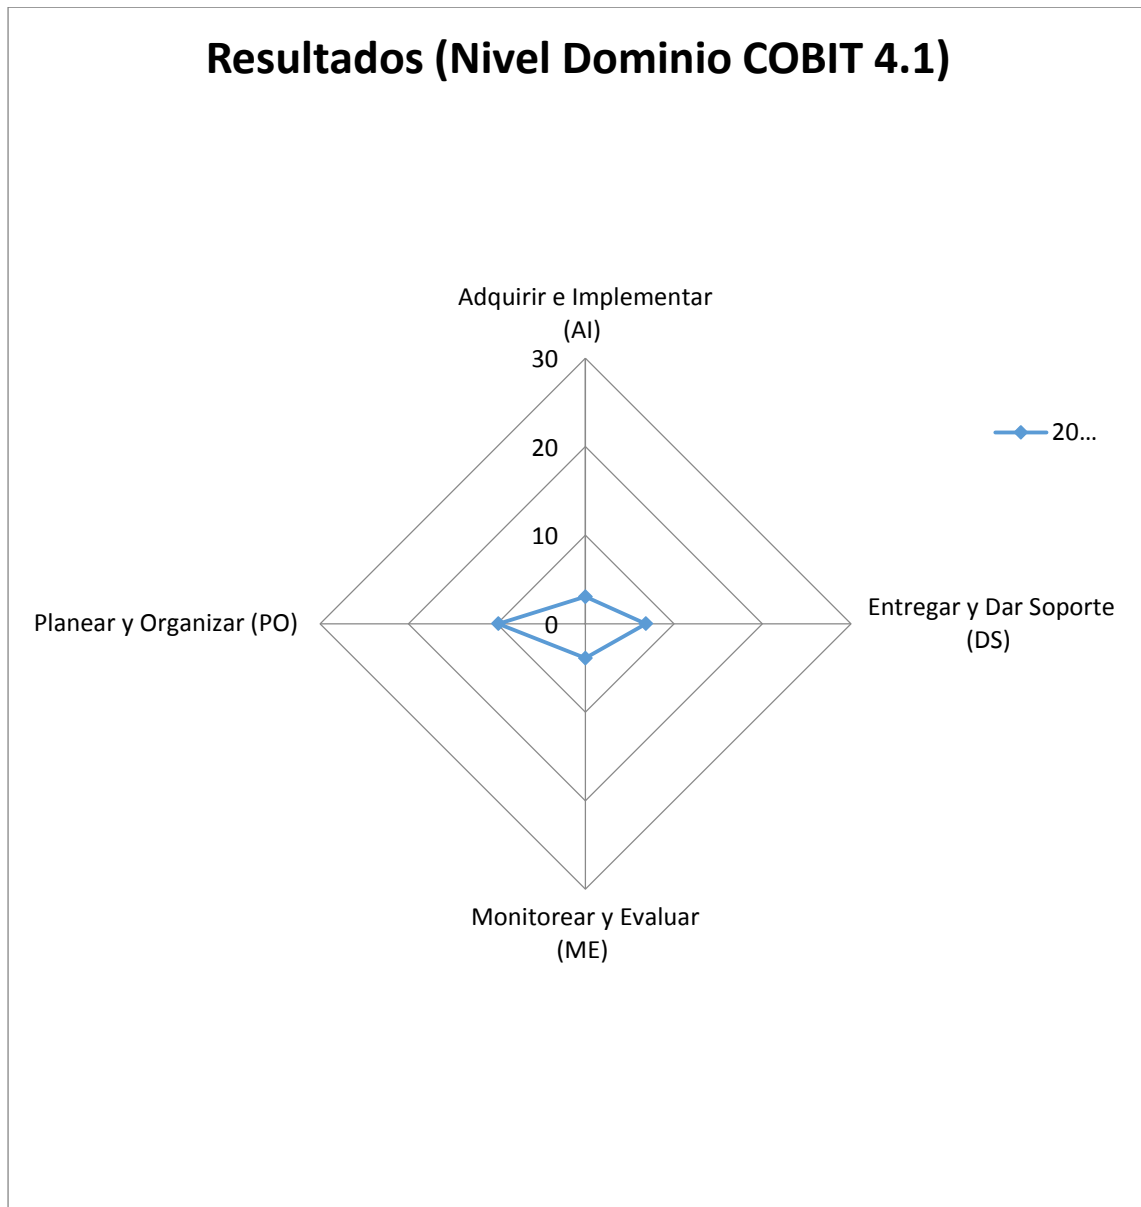 Resultados (Nivel Dominio COBIT 4.1)
Adquirir e Implementar
(AI)
30
20
10
0
20...
Entregar y Dar Soporte
(DS)
Planear y Organizar (PO)
Monitorear y Evaluar
(ME)